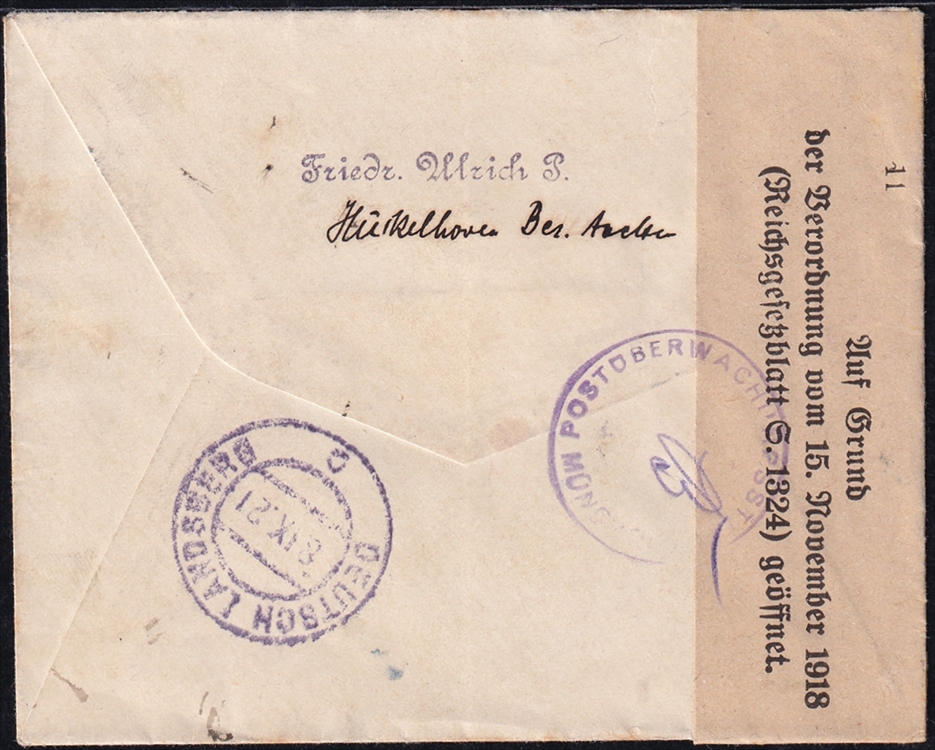 Friedr. Ulrich P.
Hückelhoven Bez. Aachen
DEUTSCH LANDSBERG
8.IX.21
c
POSTÜBERWACHUNGSST
11
Auf Grund
der Verordnung vom 15. November 1918
(Reichsgesetzblatt S. 1324) geöffnet.